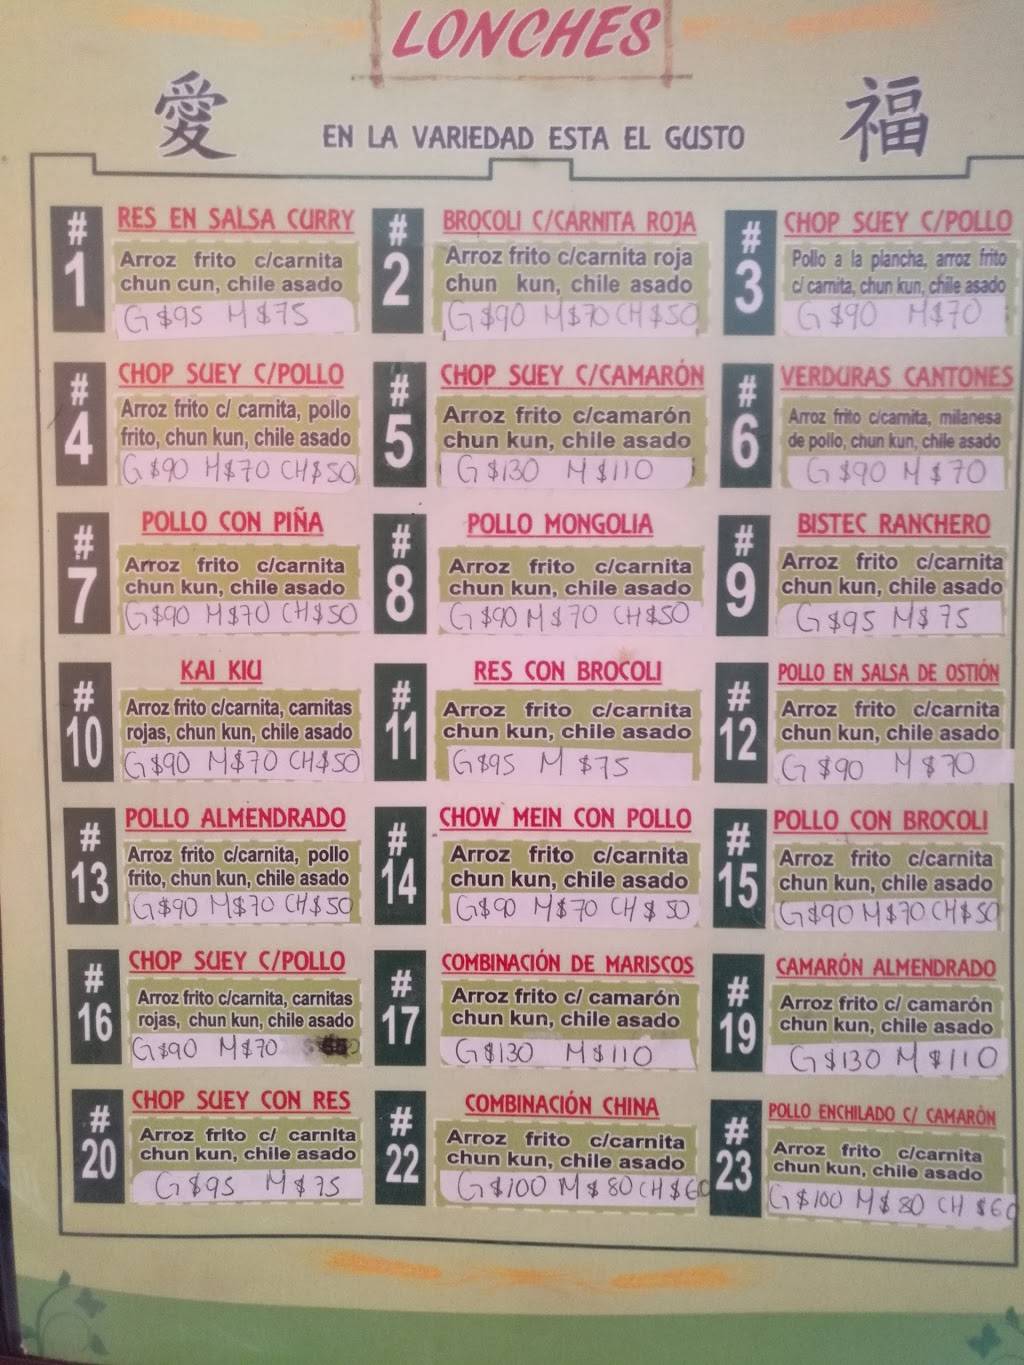 LONCHES
愛 福
EN LA VARIEDAD ESTA EL GUSTO
# 1
RES EN SALSA CURRY
Arroz frito c/carnita
chun cun, chile asado
G $95 M $75
# 2
BROCOLI C/CARNITA ROJA
Arroz frito c/carnita roja
chun kun, chile asado
G $90 M $70 CH $50
# 3
CHOP SUEY C/POLLO
Pollo a la plancha, arroz frito
c/ carnita, chun kun, chile asado
G $90 M $70
# 4
CHOP SUEY C/POLLO
Arroz frito c/ carnita, pollo
frito, chun kun, chile asado
G $90 M $70 CH $50
# 5
CHOP SUEY C/CAMARÓN
Arroz frito c/camarón
chun kun, chile asado
G $130 M $110
# 6
VERDURAS CANTONES
Arroz frito c/carnita, milanesa
de pollo, chun kun, chile asado
G $90 M $70
# 7
POLLO CON PIÑA
Arroz frito c/carnita
chun kun, chile asado
G $90 M $70 CH $50
# 8
POLLO MONGOLIA
Arroz frito c/carnita
chun kun, chile asado
G $90 M $70 CH $50
# 9
BISTEC RANCHERO
Arroz frito c/carnita
chun kun, chile asado
G $95 M $75
# 10
KAI KIU
Arroz frito c/carnita, carnitas
rojas, chun kun, chile asado
G $90 M $70 CH $50
# 11
RES CON BROCOLI
Arroz frito c/carnita
chun kun, chile asado
G $95 M $75
# 12
POLLO EN SALSA DE OSTIÓN
Arroz frito c/carnita
chun kun, chile asado
G $90 M $70
# 13
POLLO ALMENDRADO
Arroz frito c/carnita, pollo
frito, chun kun, chile asado
G $90 M $70 CH $50
# 14
CHOW MEIN CON POLLO
Arroz frito c/carnita
chun kun, chile asado
G $90 M $70 CH $50
# 15
POLLO CON BROCOLI
Arroz frito c/carnita
chun kun, chile asado
G $90 M $70 CH $50
# 16
CHOP SUEY C/POLLO
Arroz frito c/carnita, carnitas
rojas, chun kun, chile asado
G $90 M $70
# 17
COMBINACIÓN DE MARISCOS
Arroz frito c/ camarón
chun kun, chile asado
G $130 M $110
# 19
CAMARÓN ALMENDRADO
Arroz frito c/ camarón
chun kun, chile asado
G $130 M $110
# 20
CHOP SUEY CON RES
Arroz frito c/ carnita
chun kun, chile asado
G $95 M $75
# 22
COMBINACIÓN CHINA
Arroz frito c/carnita
chun kun, chile asado
G $100 M $80 CH $60
# 23
POLLO ENCHILADO C/ CAMARÓN
Arroz frito c/carnita
chun kun, chile asado
G $100 M $80 CH $60